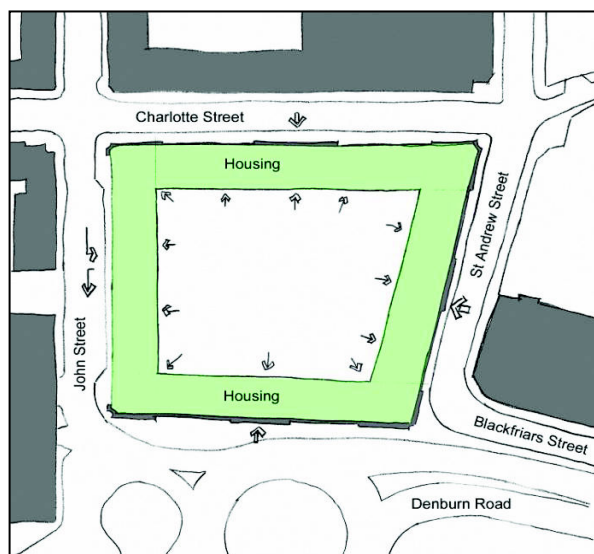 Charlotte Street
Housing
St Andrew Street
John Street
Housing
Blackfriars Street
Denburn Road